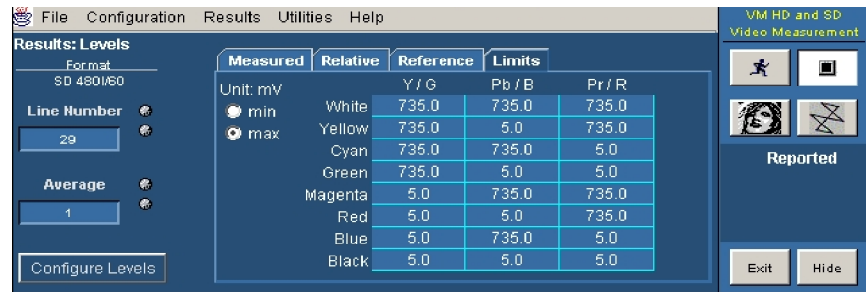 File Configuration Results Utilities Help
VM HD and SD
Video Measurement
Results: Levels
Format
SD 480I/60
Line Number
29
Average
1
Configure Levels
Measured Relative Reference Limits
Unit: mV
min
max
Y / G Pb / B Pr / R
White 735.0 735.0 735.0
Yellow 735.0 5.0 735.0
Cyan 735.0 735.0 5.0
Green 735.0 5.0 5.0
Magenta 5.0 735.0 735.0
Red 5.0 5.0 735.0
Blue 5.0 735.0 5.0
Black 5.0 5.0 5.0
Reported
Exit Hide